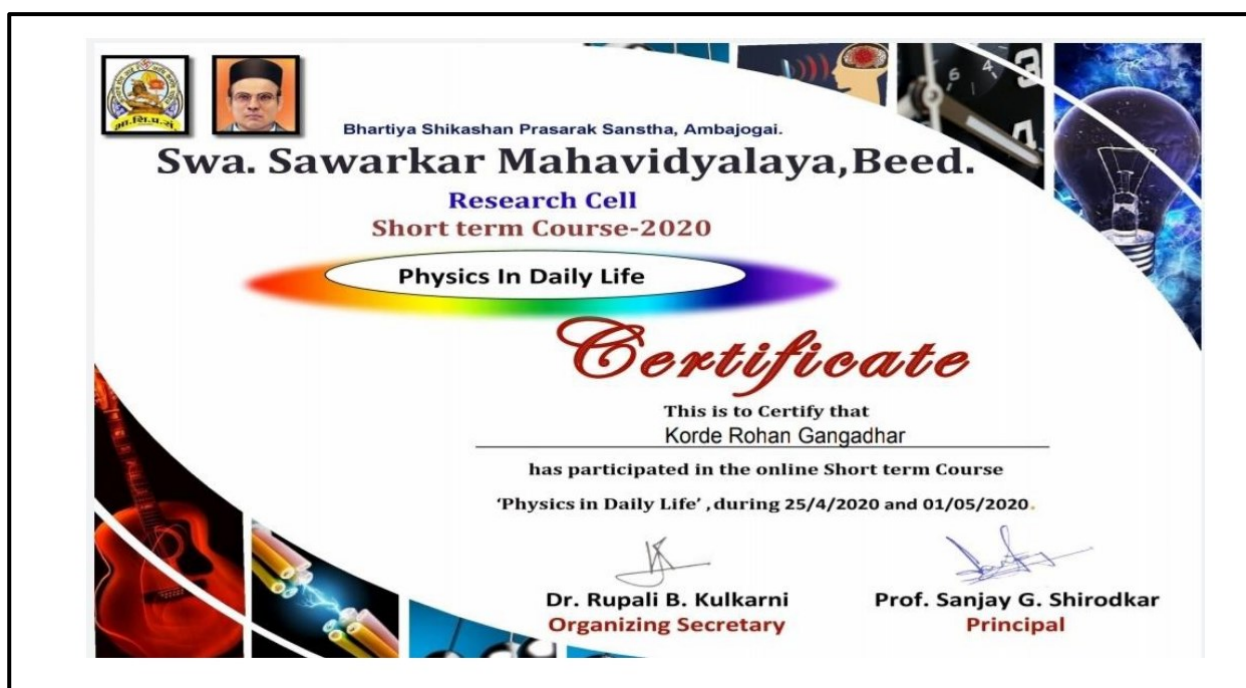 भा.शि.प्र.सं.
Bhartiya Shikashan Prasarak Sanstha, Ambajogai.
Swa. Sawarkar Mahavidyalaya,Beed.
Research Cell
Short term Course-2020
Physics In Daily Life
Certificate
This is to Certify that
Korde Rohan Gangadhar
has participated in the online Short term Course
‘Physics in Daily Life’ ,during 25/4/2020 and 01/05/2020.
Dr. Rupali B. Kulkarni
Prof. Sanjay G. Shirodkar
Organizing Secretary
Principal
6
4
3